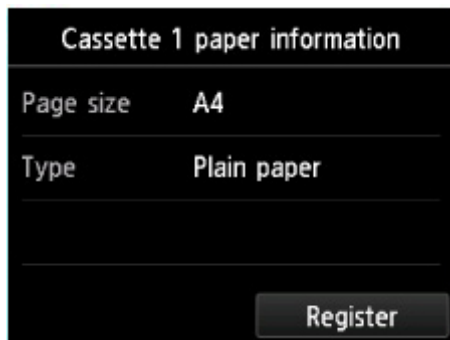 Cassette 1 paper information
Page size A4
Type Plain paper
Register